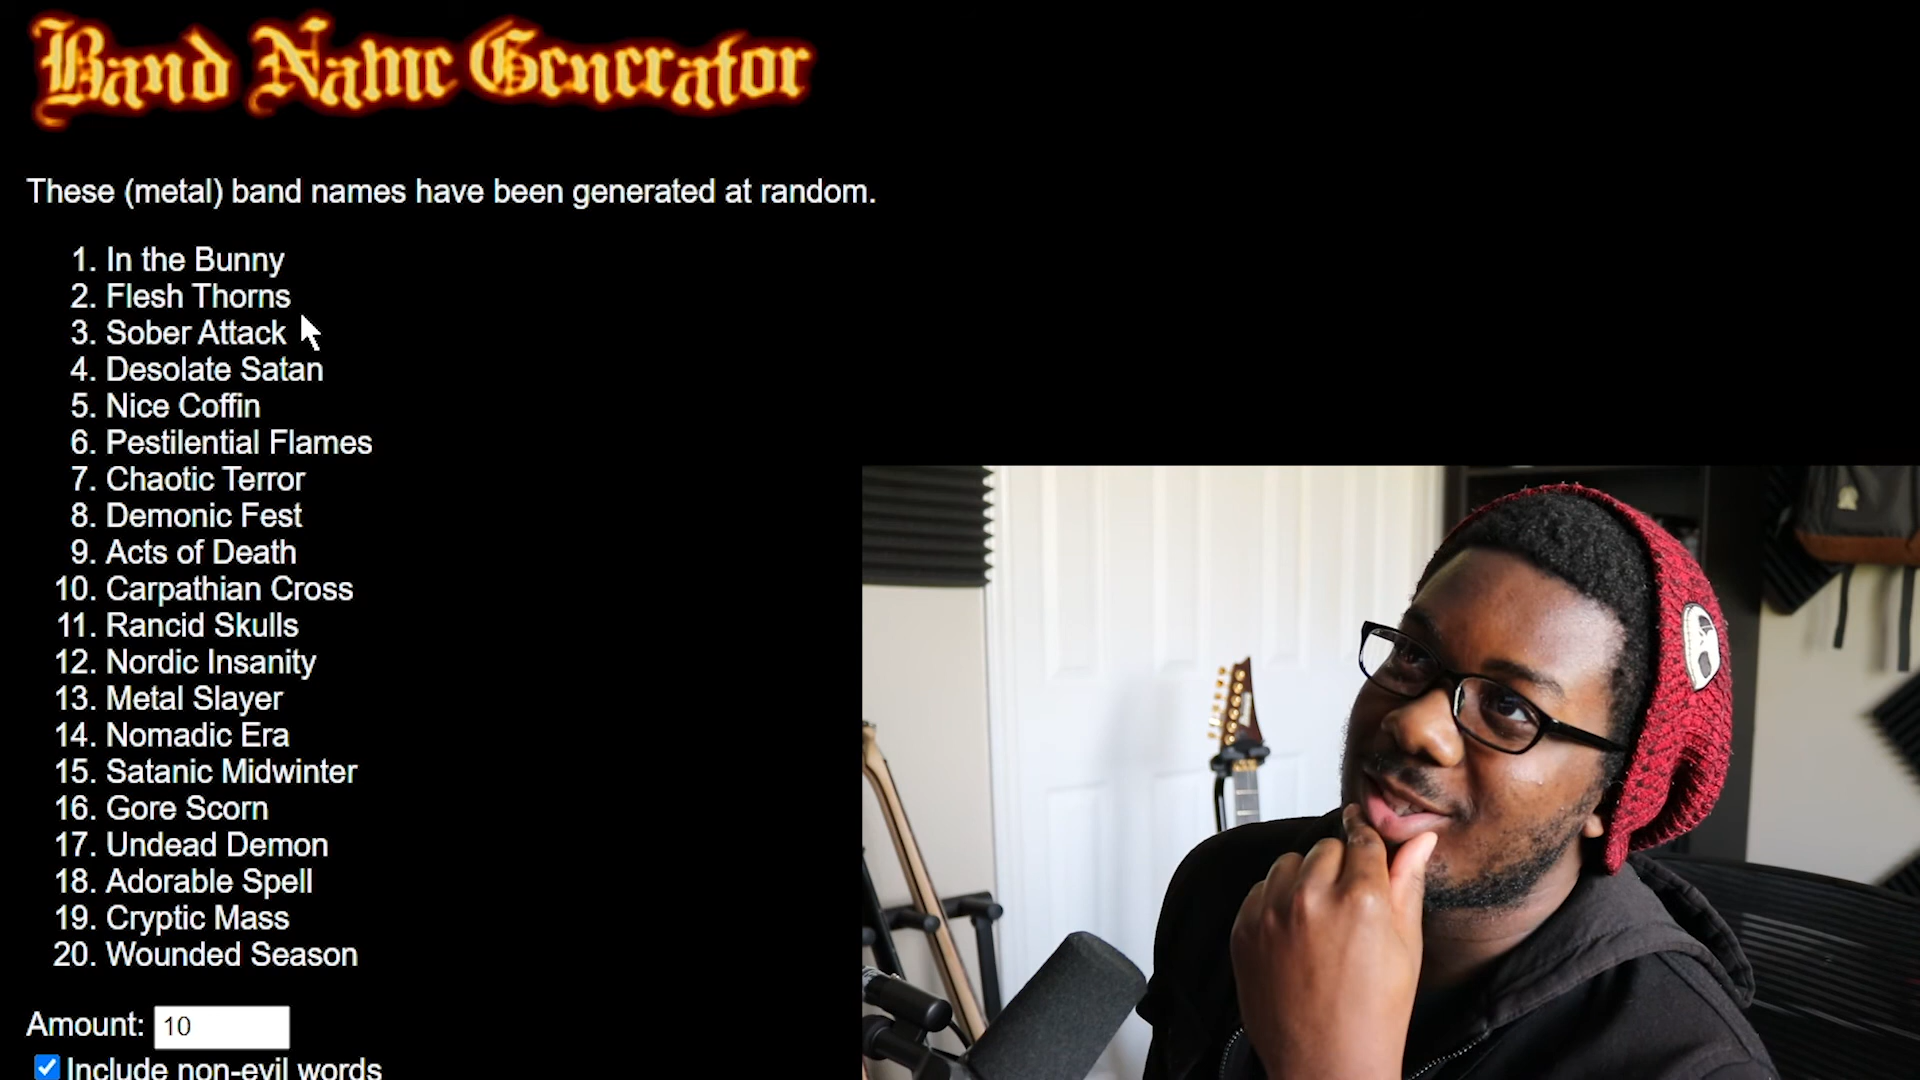 Band Name Generator
These (metal) band names have been generated at random.
1. In the Bunny
2. Flesh Thorns
3. Sober Attack
4. Desolate Satan
5. Nice Coffin
6. Pestilential Flames
7. Chaotic Terror
8. Demonic Fest
9. Acts of Death
10. Carpathian Cross
11. Rancid Skulls
12. Nordic Insanity
13. Metal Slayer
14. Nomadic Era
15. Satanic Midwinter
16. Gore Scorn
17. Undead Demon
18. Adorable Spell
19. Cryptic Mass
20. Wounded Season
Amount: 10
Include non-evil words